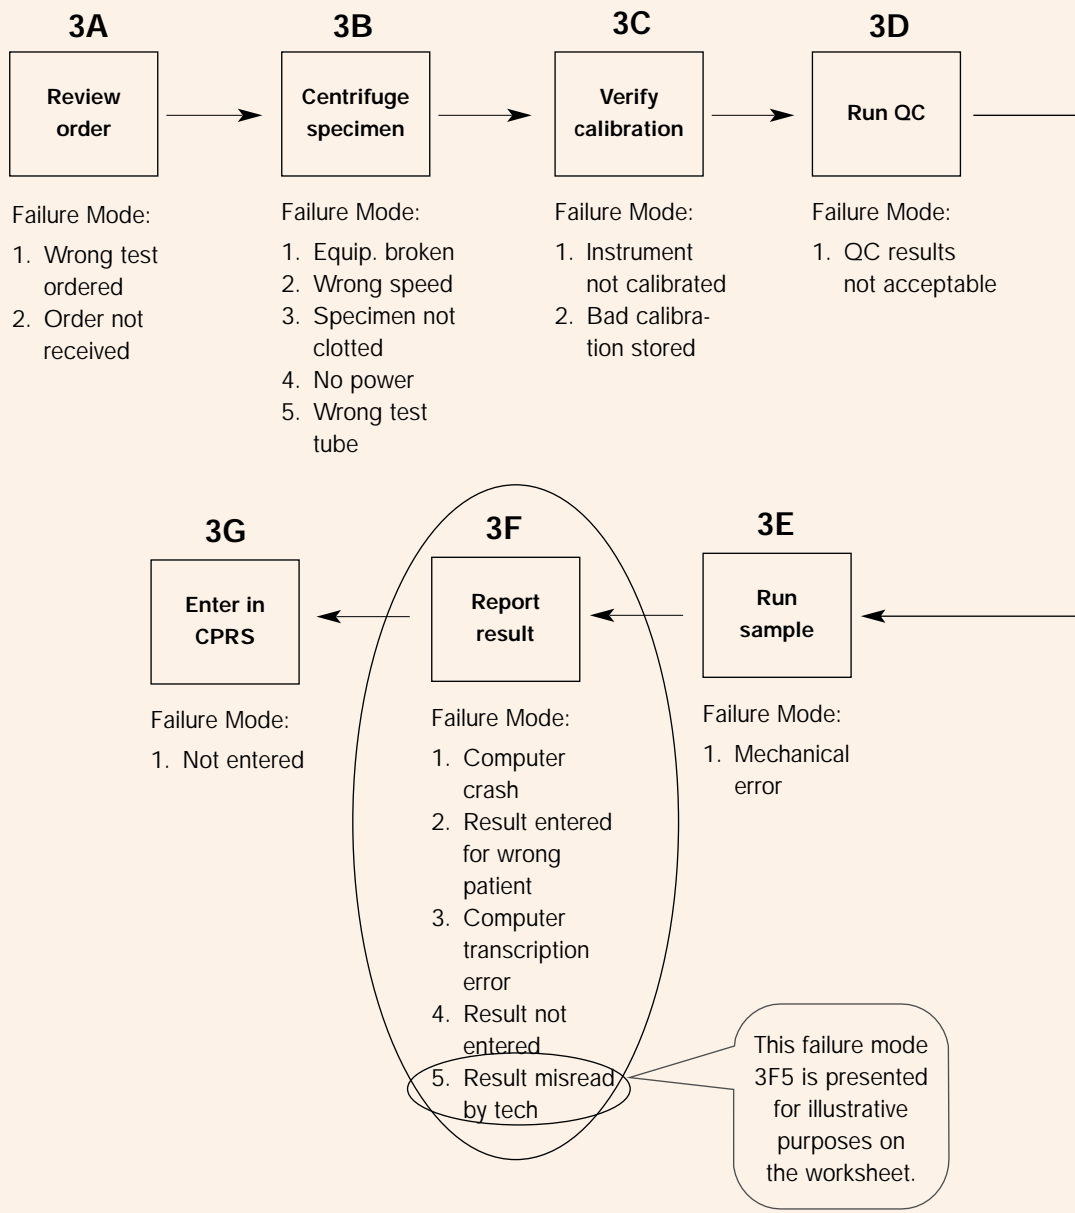 3A
Review
order
Failure Mode:
1. Wrong test
ordered
2. Order not
received
3B
Centrifuge
specimen
Failure Mode:
1. Equip. broken
2. Wrong speed
3. Specimen not
clotted
4. No power
5. Wrong test
tube
3C
Verify
calibration
Failure Mode:
1. Instrument
not calibrated
2. Bad calibra-
tion stored
3D
Run QC
Failure Mode:
1. QC results
not acceptable
3E
Run
sample
Failure Mode:
1. Mechanical
error
3F
Report
result
Failure Mode:
1. Computer
crash
2. Result entered
for wrong
patient
3. Computer
transcription
error
4. Result not
entered
5. Result misread
by tech
This failure mode
3F5 is presented
for illustrative
purposes on
the worksheet.
3G
Enter in
CPRS
Failure Mode:
1. Not entered